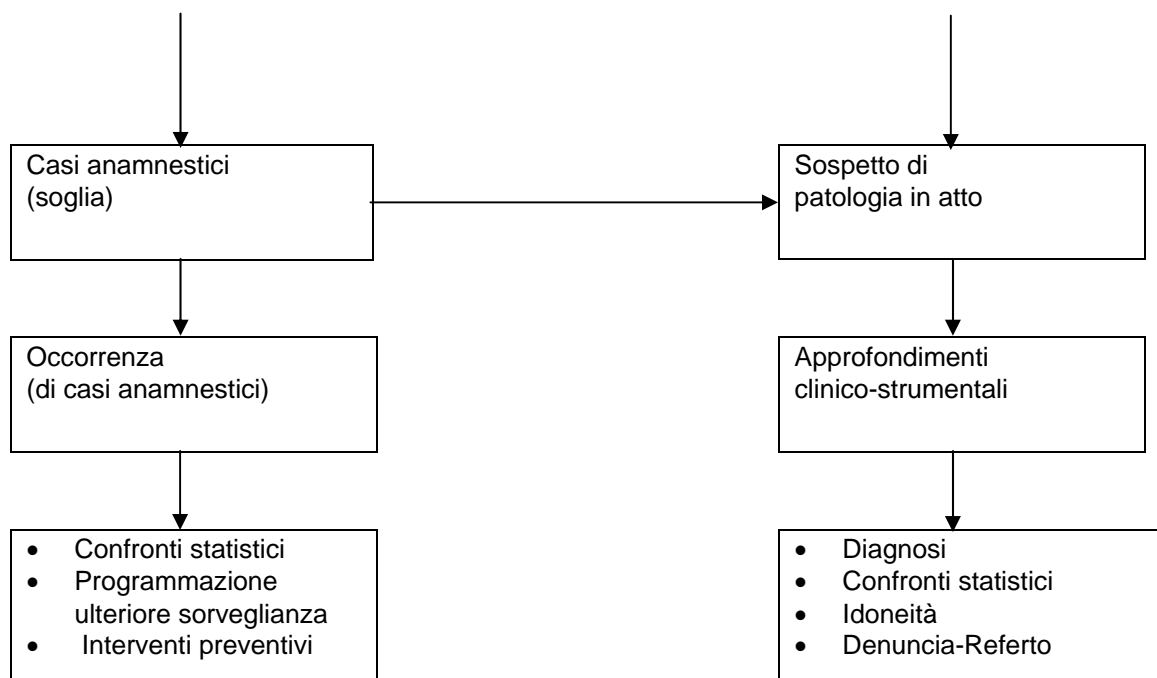 Casi anamnestici
(soglia)
Sospetto di
patologia in atto
Occorrenza
(di casi anamnestici)
Approfondimenti
clinico-strumentali
• Confronti statistici
• Programmazione
ulteriore sorveglianza
• Interventi preventivi
• Diagnosi
• Confronti statistici
• Idoneità
• Denuncia-Referto